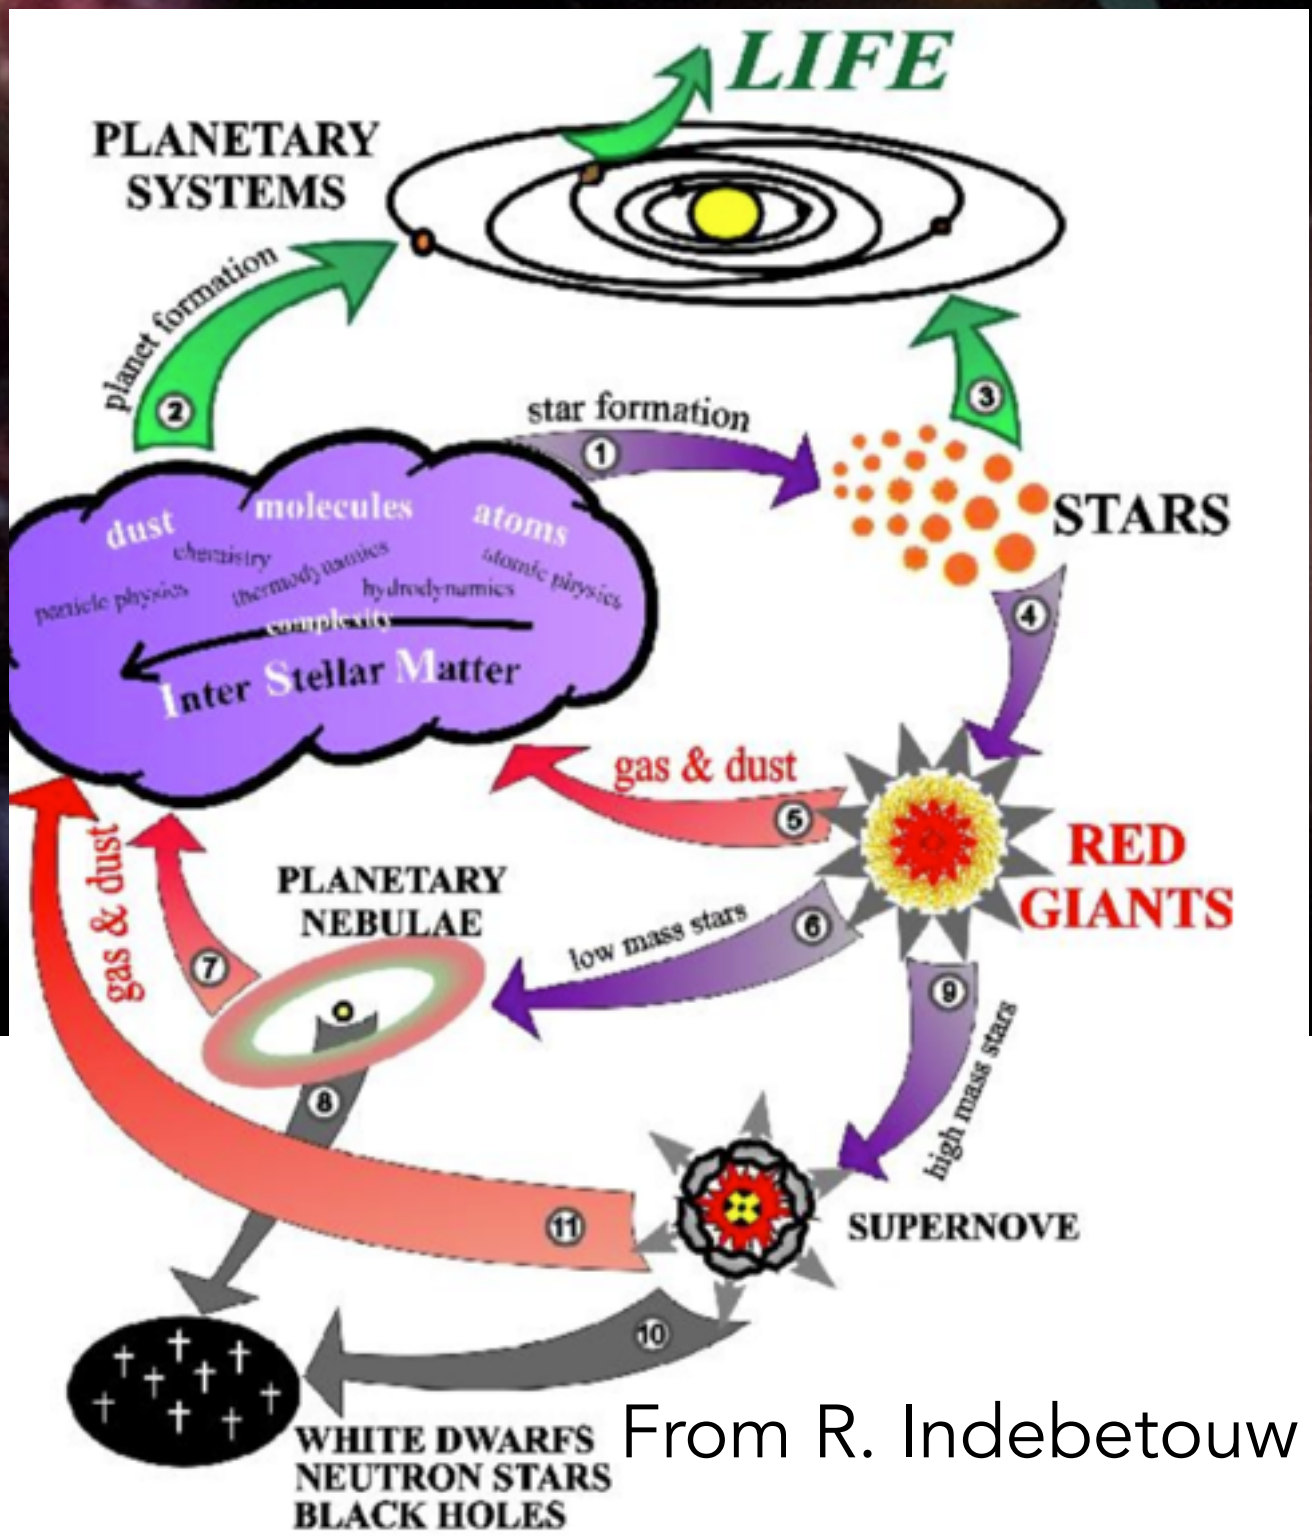 LIFE
PLANETARY
SYSTEMS
planet formation
2
3
star formation
1
STARS
dust
molecules
atoms
chemistry
thermodynamics
particle physics
hydrodynamics
atomic physics
complexity
Inter Stellar Matter
4
gas & dust
5
RED
GIANTS
gas & dust
PLANETARY
NEBULAE
low mass stars
6
7
9
8
high mass stars
11
SUPERNOVE
10
WHITE DWARFS
NEUTRON STARS
BLACK HOLES
From R. Indebetouw